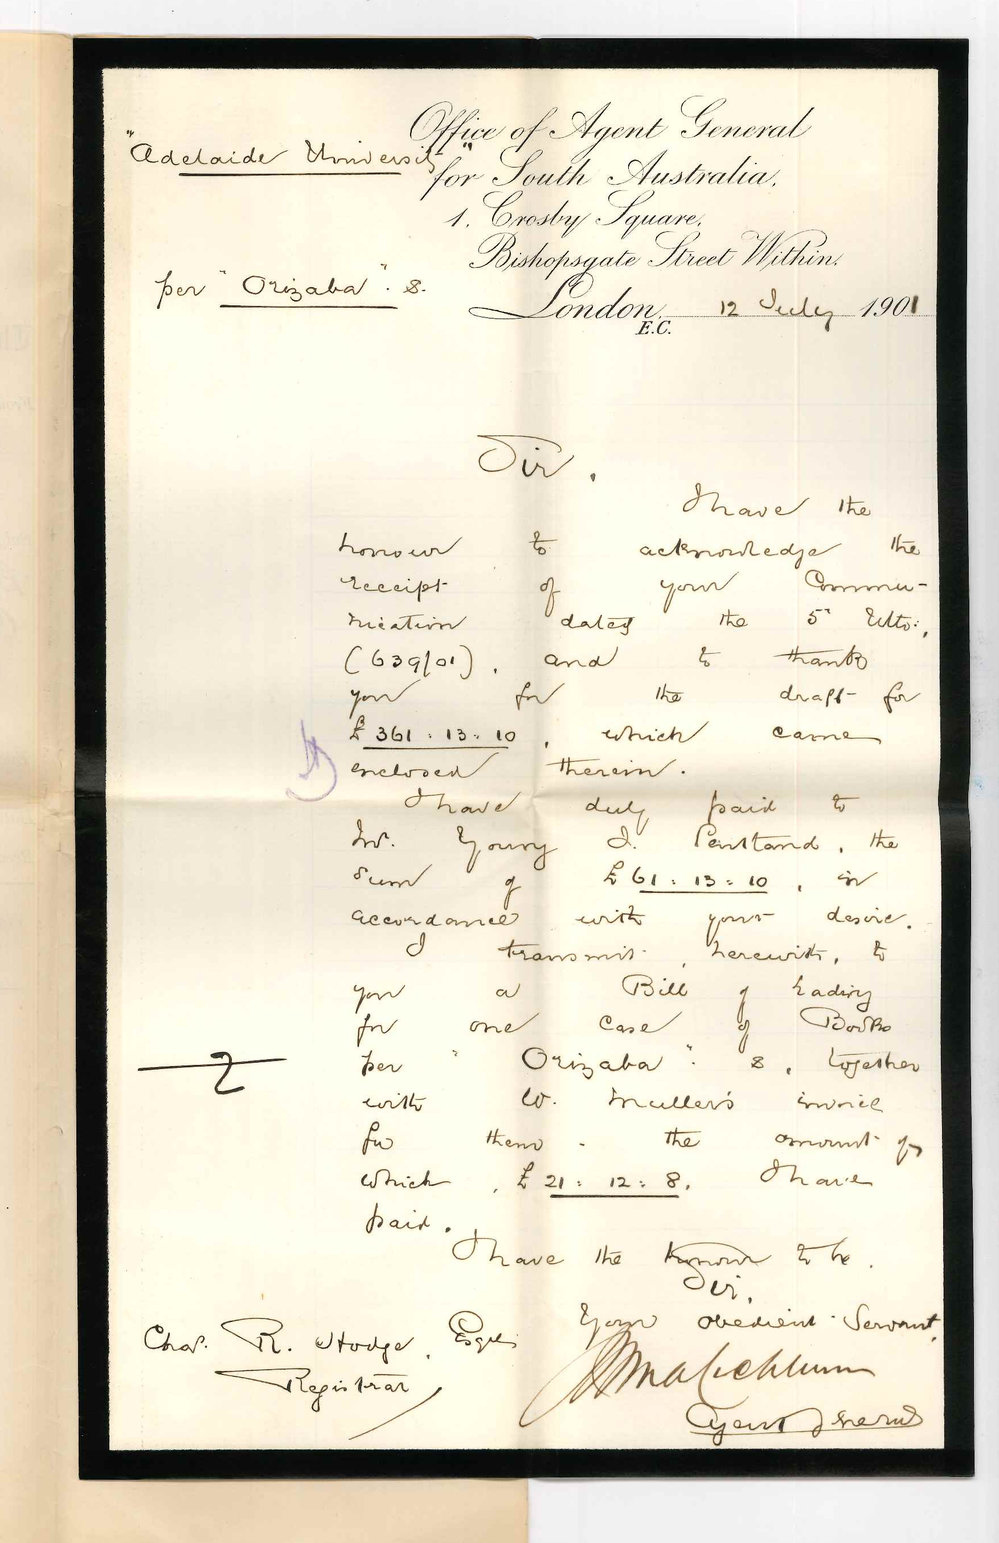 Office of Agent General
"Adelaide University"
for South Australia,
1, Crosby Square,
Bishopsgate Street Within,
per "Orizaba". 8.
London, 12 July 1901
E.C.
Sir,
I have the
honour to acknowledge the
receipt of your Commu-
nication dated the 5th Ulto:,
(639/01), and to thank
you for the draft for
£361:13:10, which came
enclosed therein.
I have duly paid to
Mr. Young J. Pentland, the
sum of £61:13:10, in
accordance with your desire.
I transmit, herewith, to
you a Bill of Lading
for one case of Books
per "Orizaba". 8, together
2
with W. Muller's invoice
for them - the amount of
which, £21:12:8, I have
paid.
I have the honour to be,
Sir,
Your obedient Servant,
Chas. R. Hodge, Esqre
Registrar
Agent General